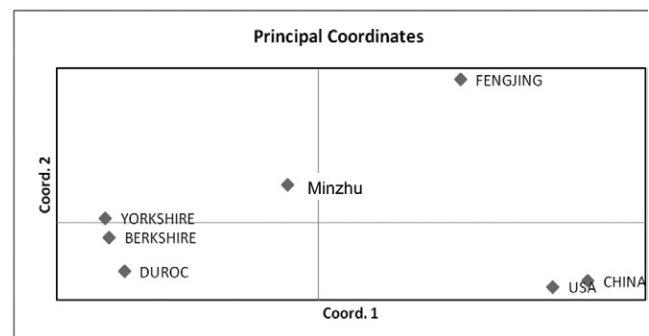 Principal Coordinates
FENGJING
Coord. 2
Minzhu
YORKSHIRE
BERKSHIRE
DUROC
USA
CHINA
Coord. 1